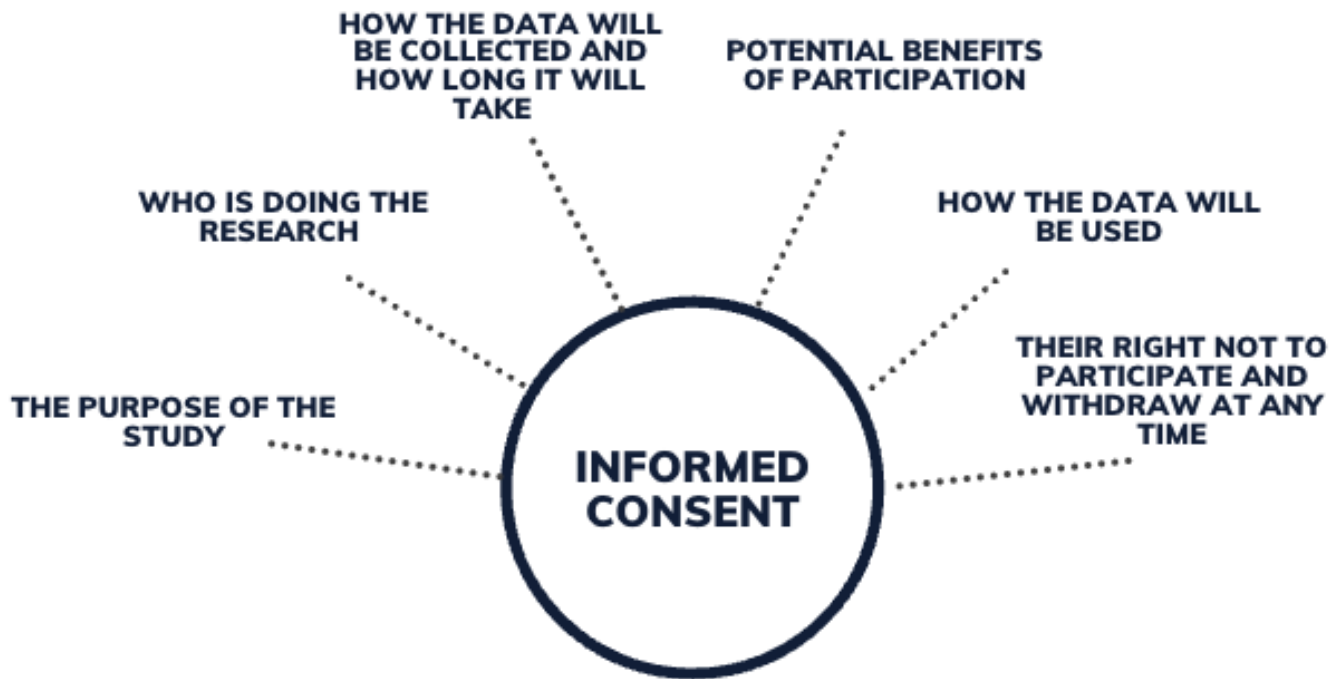 HOW THE DATA WILL
BE COLLECTED AND
HOW LONG IT WILL
TAKE
POTENTIAL BENEFITS
OF PARTICIPATION
WHO IS DOING THE
RESEARCH
HOW THE DATA WILL
BE USED
THE PURPOSE OF THE
STUDY
THEIR RIGHT NOT TO
PARTICIPATE AND
WITHDRAW AT ANY
TIME
INFORMED
CONSENT